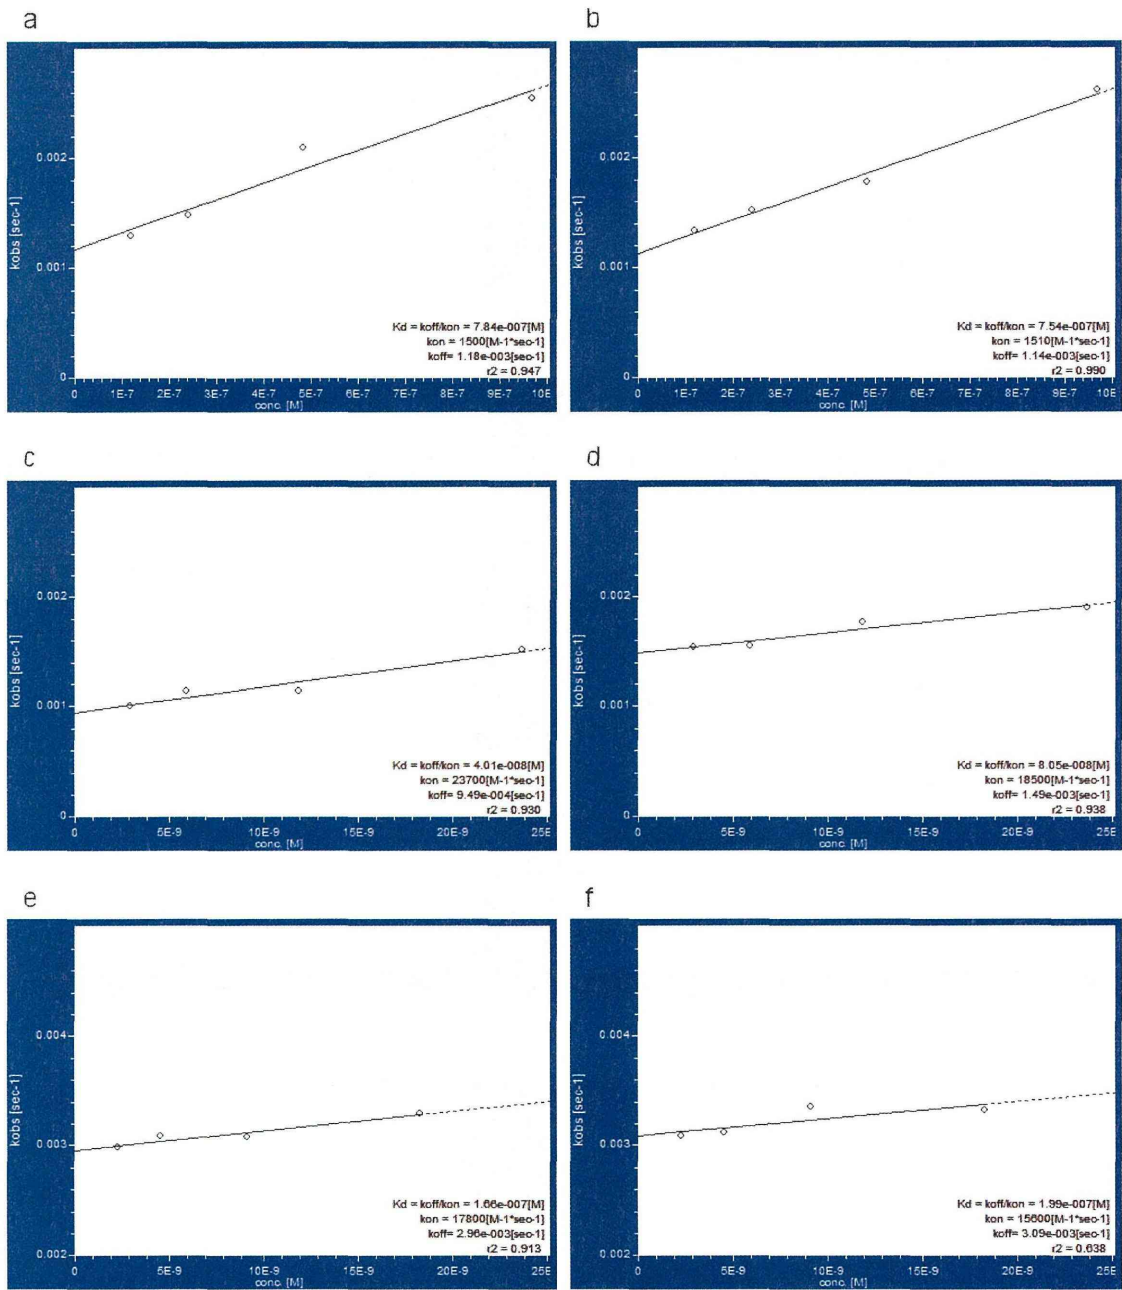 a
0.002
0.001
0
kobs [sec-1]
Kd = koff/kon = 7.84e-007[M]
kon = 1500[M-1*sec-1]
koff= 1.18e-003[sec-1]
r2 = 0.947
0 1E-7 2E-7 3E-7 4E-7 5E-7 6E-7 7E-7 8E-7 9E-7 10E
conc. [M]
b
0.002
0.001
0
kobs [sec-1]
Kd = koff/kon = 7.54e-007[M]
kon = 1510[M-1*sec-1]
koff= 1.14e-003[sec-1]
r2 = 0.990
0 1E-7 2E-7 3E-7 4E-7 5E-7 6E-7 7E-7 8E-7 9E-7 10E
conc. [M]
c
0.002
0.001
0
kobs [sec-1]
Kd = koff/kon = 4.01e-008[M]
kon = 23700[M-1*sec-1]
koff= 9.49e-004[sec-1]
r2 = 0.930
0 5E-9 10E-9 15E-9 20E-9 25E
conc. [M]
d
0.002
0.001
0
kobs [sec-1]
Kd = koff/kon = 8.05e-008[M]
kon = 18500[M-1*sec-1]
koff= 1.49e-003[sec-1]
r2 = 0.938
0 5E-9 10E-9 15E-9 20E-9 25E
conc. [M]
e
0.004
0.003
0.002
kobs [sec-1]
Kd = koff/kon = 1.66e-007[M]
kon = 17800[M-1*sec-1]
koff= 2.96e-003[sec-1]
r2 = 0.913
0 5E-9 10E-9 15E-9 20E-9 25E
conc. [M]
f
0.004
0.003
0.002
kobs [sec-1]
Kd = koff/kon = 1.99e-007[M]
kon = 15600[M-1*sec-1]
koff= 3.09e-003[sec-1]
r2 = 0.638
0 5E-9 10E-9 15E-9 20E-9 25E
conc. [M]